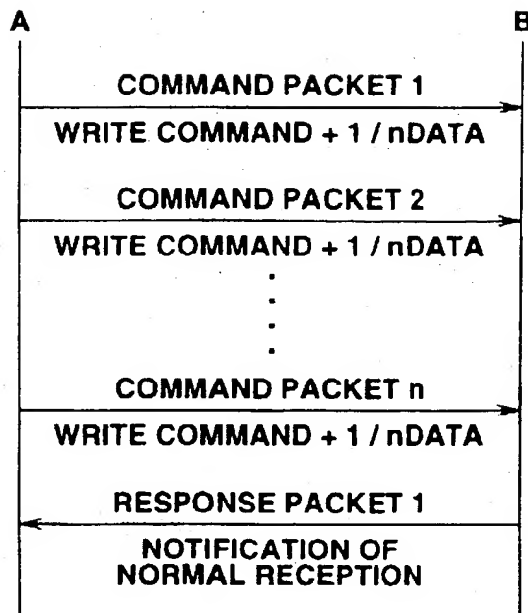 A B
COMMAND PACKET 1
WRITE COMMAND + 1 / nDATA
COMMAND PACKET 2
WRITE COMMAND + 1 / nDATA
COMMAND PACKET n
WRITE COMMAND + 1 / nDATA
RESPONSE PACKET 1
NOTIFICATION OF
NORMAL RECEPTION